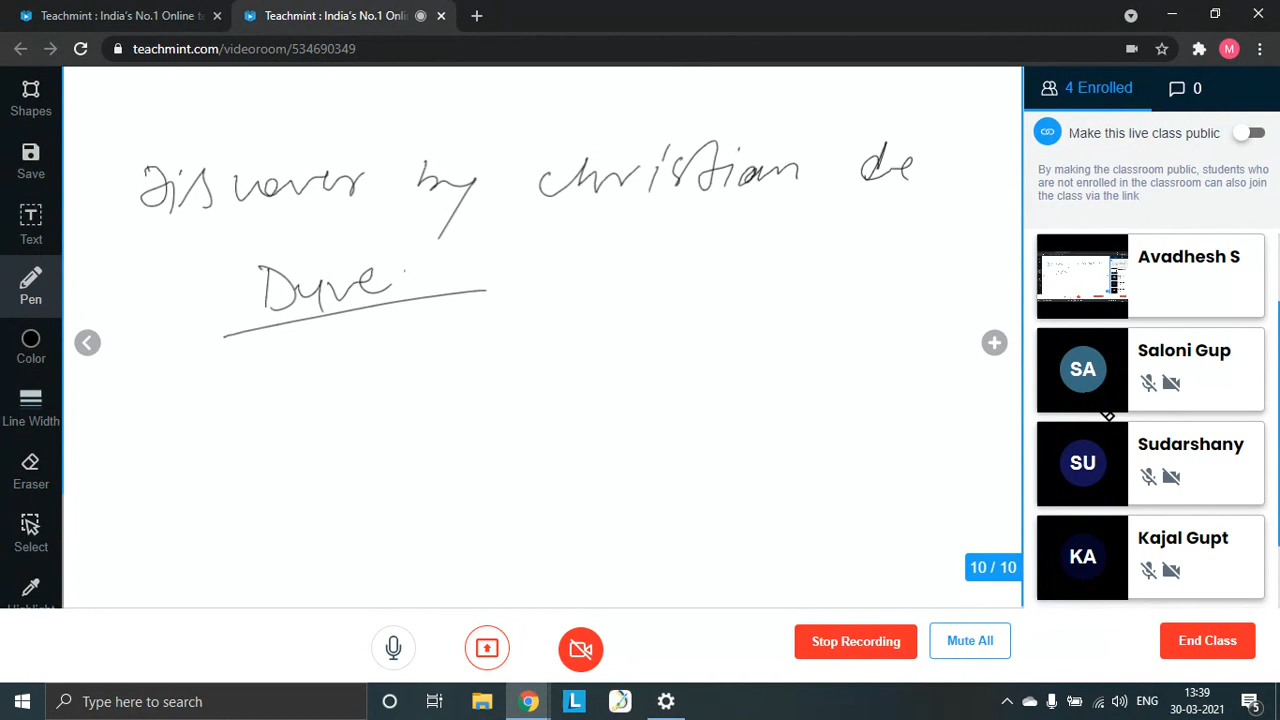 Teachmint : India's No.1 Online ta
Teachmint : India's No.1 Onli
teachmint.com/videoroom/534690349
M
Shapes
Save
Text
Pen
Color
Line Width
Eraser
Select
discover by christian de
Dyve
10 / 10
4 Enrolled
0
Make this live class public
By making the classroom public, students who
are not enrolled in the classroom can also join
the class via the link
Avadhesh S
SA
Saloni Gup
SU
Sudarshany
KA
Kajal Gupt
Stop Recording
Mute All
End Class
Type here to search
L
ENG
13:39
30-03-2021
5